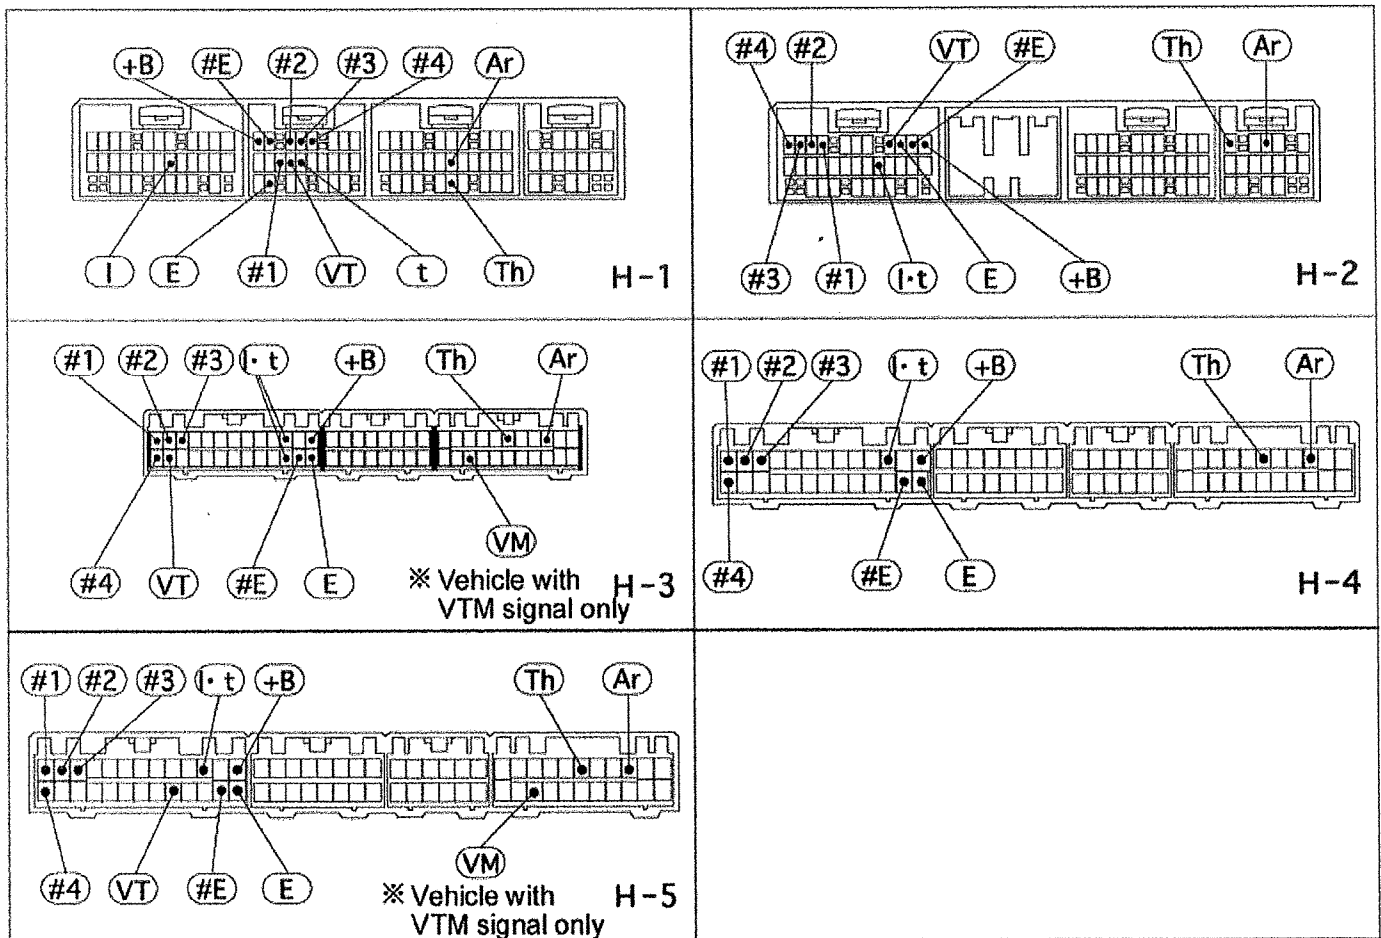 +B #E #2 #3 #4 Ar
I E #1 VT t Th H-1
#4 #2 VT #E Th Ar
#3 #1 I·t E +B H-2
#1 #2 #3 I·t +B Th Ar
VM
#4 VT #E E ※ Vehicle with H-3
VTM signal only
#1 #2 #3 I·t +B Th Ar
#4 #E E H-4
#1 #2 #3 I·t +B Th Ar
VM
#4 VT #E E ※ Vehicle with H-5
VTM signal only